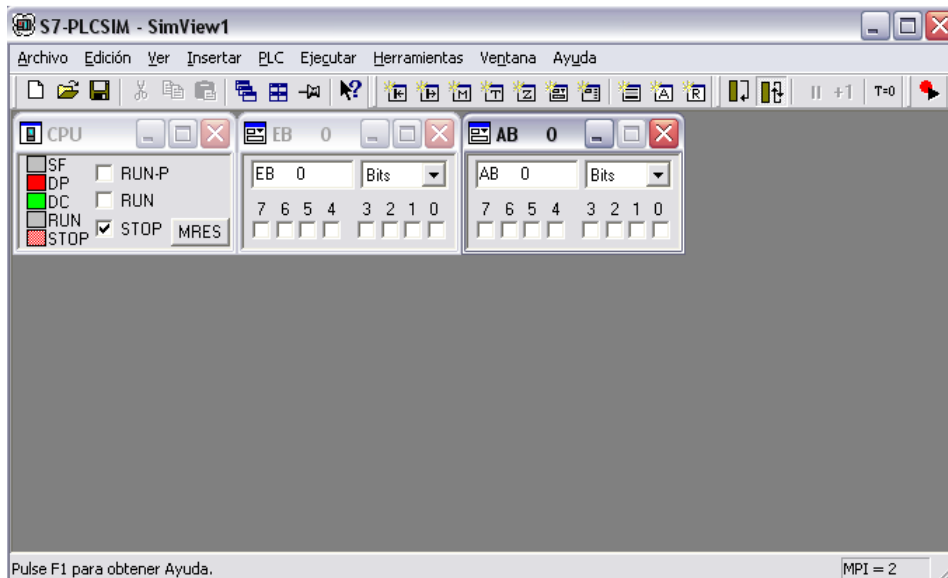 S7-PLCSIM - SimView1
Archivo Edición Ver Insertar PLC Ejecutar Herramientas Ventana Ayuda
II +1 T=0
CPU
SF
DP
DC
RUN
STOP
RUN-P
RUN
STOP
MRES
EB 0
EB 0 Bits
7 6 5 4 3 2 1 0
AB 0
AB 0 Bits
7 6 5 4 3 2 1 0
Pulse F1 para obtener Ayuda.
MPI = 2